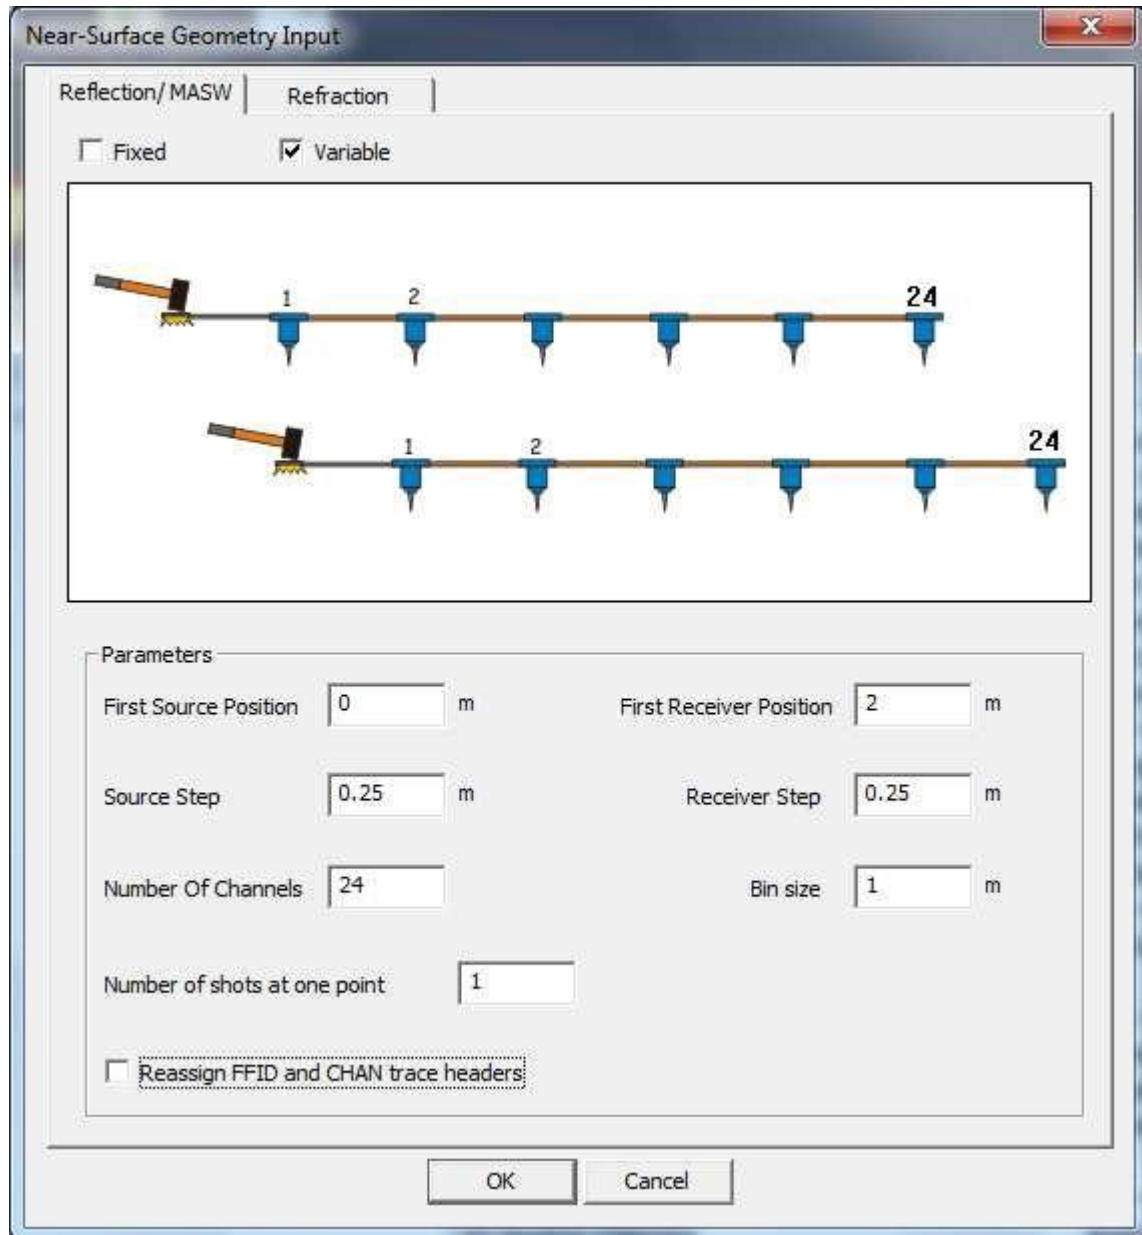 Near-Surface Geometry Input
Reflection/ MASW Refraction
Fixed Variable
1 2 24
1 2 24
Parameters
First Source Position 0 m First Receiver Position 2 m
Source Step 0.25 m Receiver Step 0.25 m
Number Of Channels 24 Bin size 1 m
Number of shots at one point 1
Reassign FFID and CHAN trace headers
OK Cancel